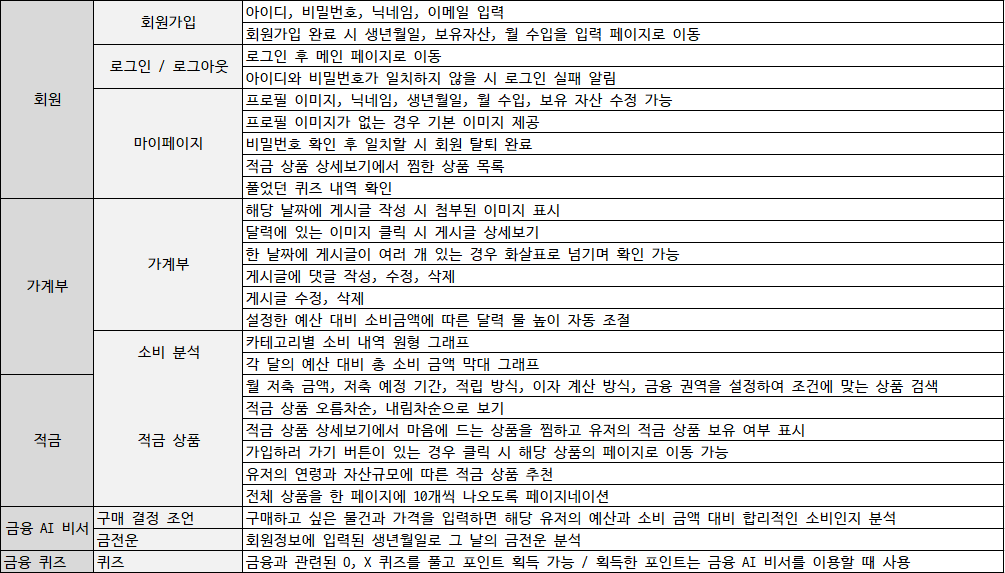 회원
회원가입
아이디, 비밀번호, 닉네임, 이메일 입력
회원가입 완료 시 생년월일, 보유자산, 월 수입을 입력 페이지로 이동
로그인 / 로그아웃
로그인 후 메인 페이지로 이동
아이디와 비밀번호가 일치하지 않을 시 로그인 실패 알림
마이페이지
프로필 이미지, 닉네임, 생년월일, 월 수입, 보유 자산 수정 가능
프로필 이미지가 없는 경우 기본 이미지 제공
비밀번호 확인 후 일치할 시 회원 탈퇴 완료
적금 상품 상세보기에서 찜한 상품 목록
풀었던 퀴즈 내역 확인
가계부
가계부
해당 날짜에 게시글 작성 시 첨부된 이미지 표시
달력에 있는 이미지 클릭 시 게시글 상세보기
한 날짜에 게시글이 여러 개 있는 경우 화살표로 넘기며 확인 가능
게시글에 댓글 작성, 수정, 삭제
게시글 수정, 삭제
설정한 예산 대비 소비금액에 따른 달력 물 높이 자동 조절
소비 분석
카테고리별 소비 내역 원형 그래프
각 달의 예산 대비 총 소비 금액 막대 그래프
적금
적금 상품
월 저축 금액, 저축 예정 기간, 적립 방식, 이자 계산 방식, 금융 권역을 설정하여 조건에 맞는 상품 검색
적금 상품 오름차순, 내림차순으로 보기
적금 상품 상세보기에서 마음에 드는 상품을 찜하고 유저의 적금 상품 보유 여부 표시
가입하러 가기 버튼이 있는 경우 클릭 시 해당 상품의 페이지로 이동 가능
유저의 연령과 자산규모에 따른 적금 상품 추천
전체 상품을 한 페이지에 10개씩 나오도록 페이지네이션
금융 AI 비서
구매 결정 조언
구매하고 싶은 물건과 가격을 입력하면 해당 유저의 예산과 소비 금액 대비 합리적인 소비인지 분석
금전운
회원정보에 입력된 생년월일로 그 날의 금전운 분석
금융 퀴즈
퀴즈
금융과 관련된 O, X 퀴즈를 풀고 포인트 획득 가능 / 획득한 포인트는 금융 AI 비서를 이용할 때 사용